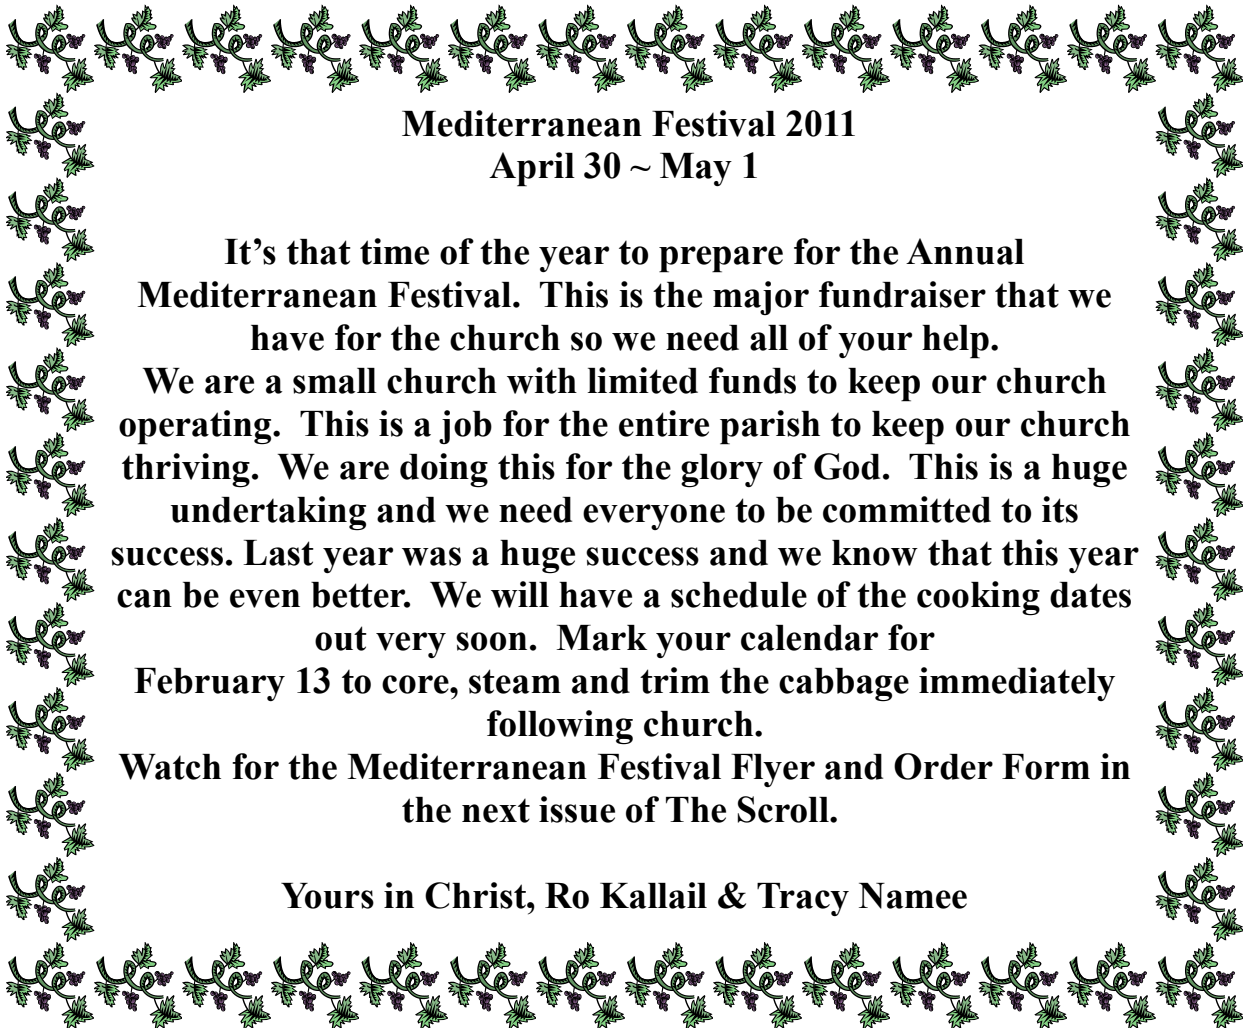 Mediterranean Festival 2011
April 30 ~ May 1
It’s that time of the year to prepare for the Annual
Mediterranean Festival.  This is the major fundraiser that we
have for the church so we need all of your help.
We are a small church with limited funds to keep our church
operating.  This is a job for the entire parish to keep our church
thriving.  We are doing this for the glory of God.  This is a huge
undertaking and we need everyone to be committed to its
success. Last year was a huge success and we know that this year
can be even better.  We will have a schedule of the cooking dates
out very soon.  Mark your calendar for
February 13 to core, steam and trim the cabbage immediately
following church.
Watch for the Mediterranean Festival Flyer and Order Form in
the next issue of The Scroll.
Yours in Christ, Ro Kallail & Tracy Namee